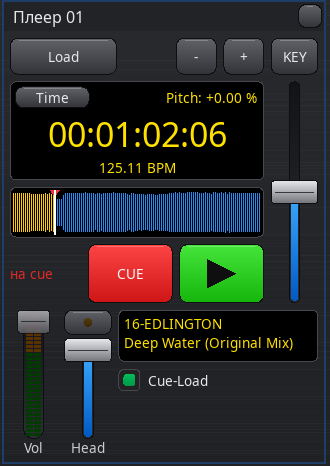 Плеер 01
Load - + KEY
Time Pitch: +0.00 %
00:01:02:06
125.11 BPM
на cue CUE
16-EDLINGTON
Deep Water (Original Mix)
Cue-Load
Vol Head